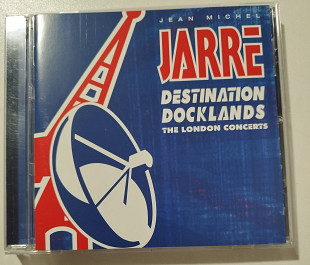 JEAN MICHEL
JARRE
DESTINATION
DOCKLANDS
THE LONDON CONCERTS